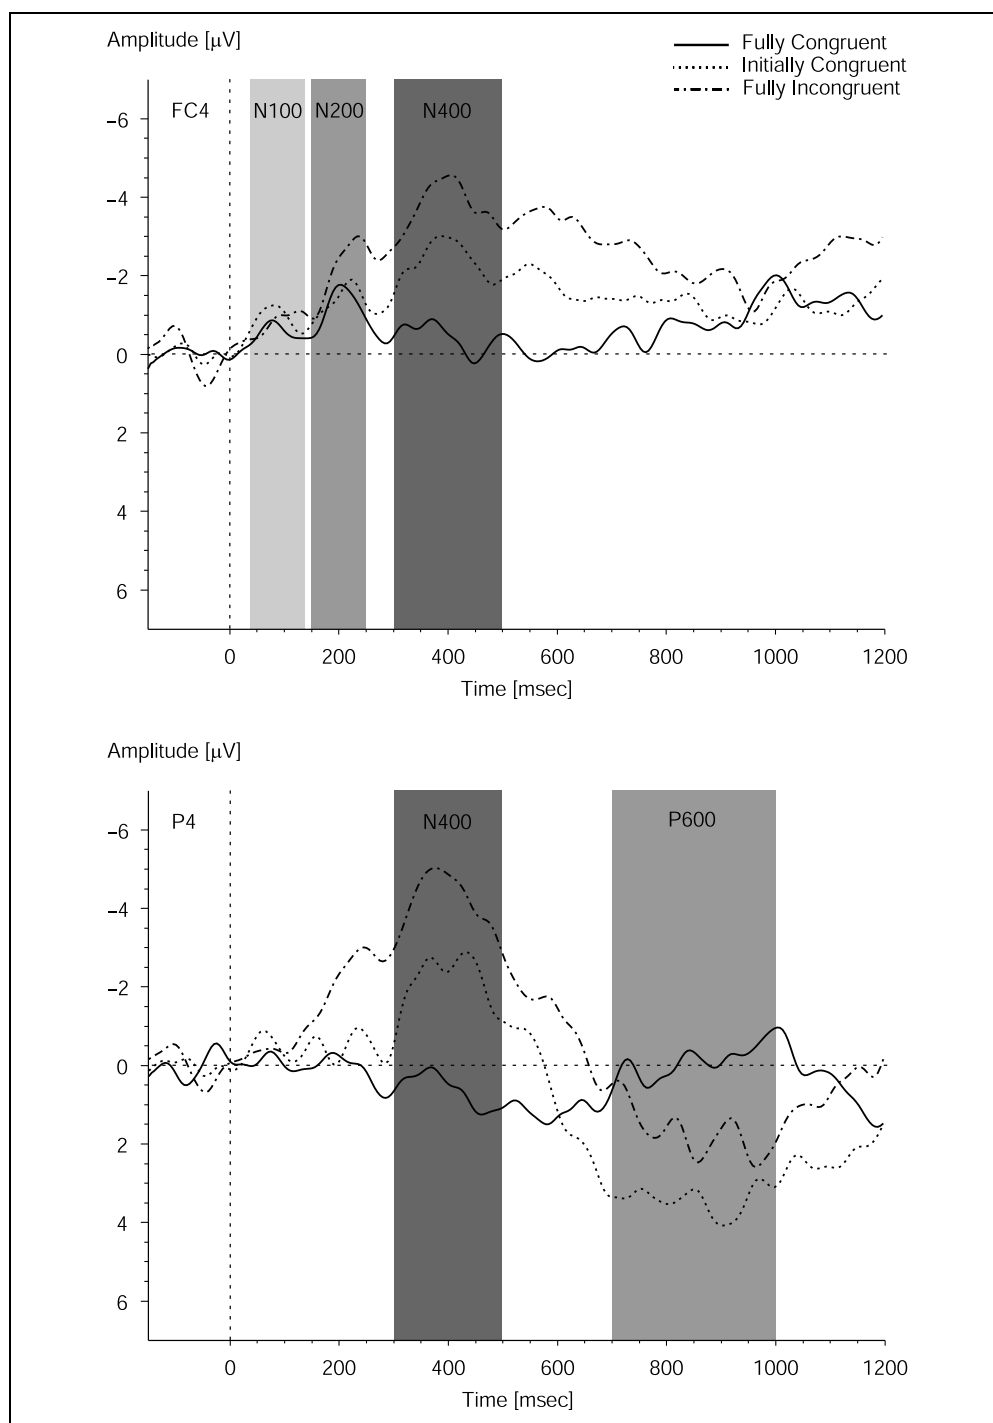 Amplitude [μV]
Fully Congruent
Initially Congruent
Fully Incongruent
FC4 N100 N200 N400
-6
-4
-2
0
2
4
6
0 200 400 600 800 1000 1200
Time [msec]
Amplitude [μV]
P4 N400 P600
-6
-4
-2
0
2
4
6
0 200 400 600 800 1000 1200
Time [msec]